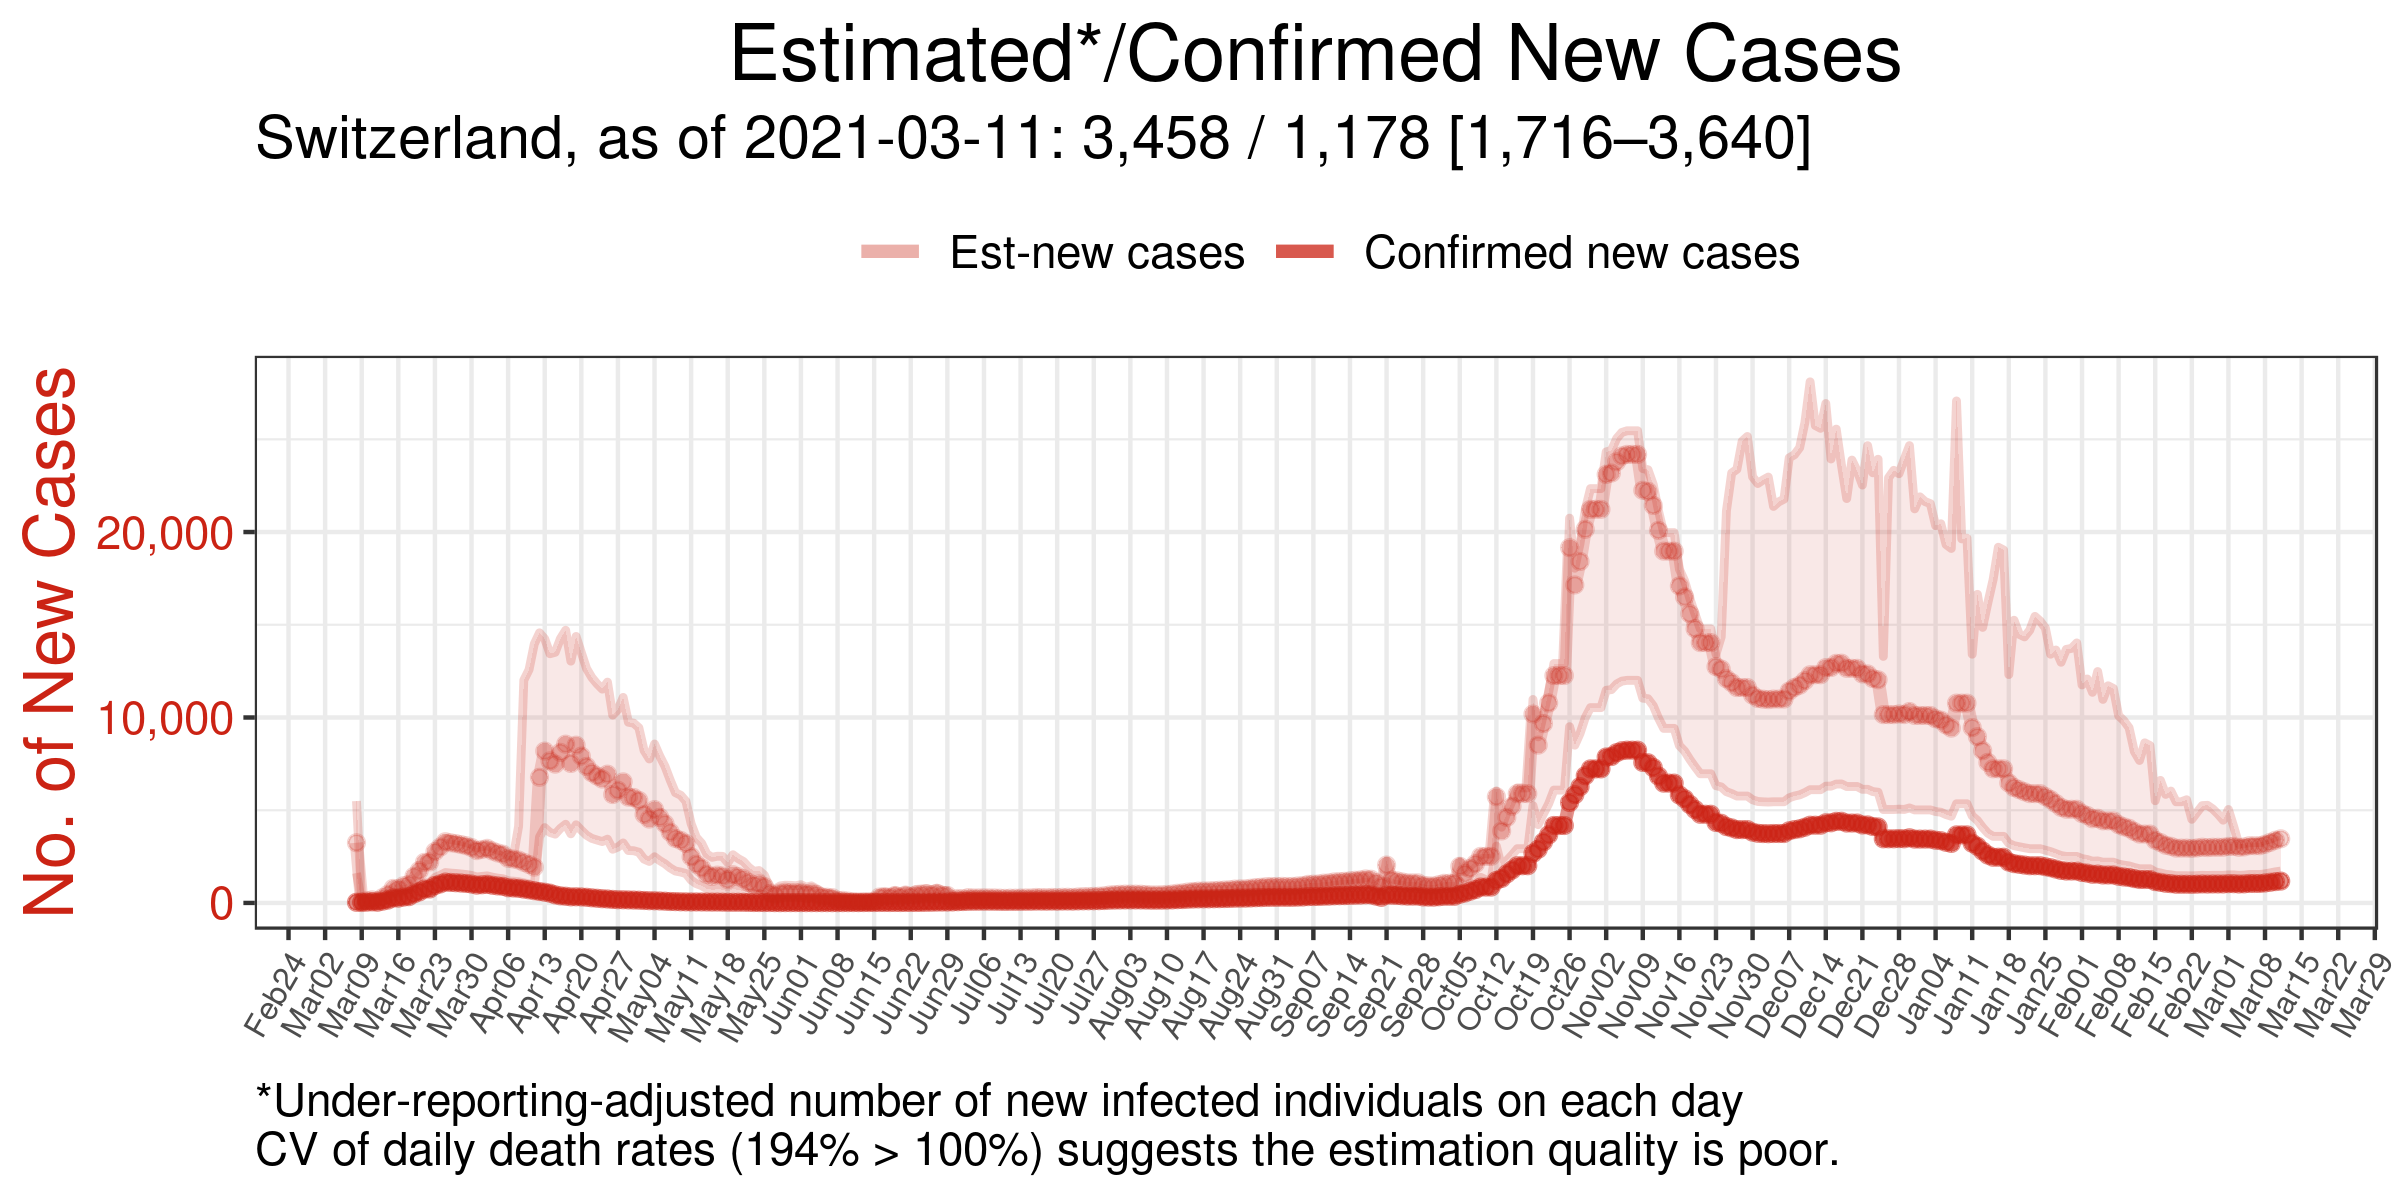 Estimated*/Confirmed New Cases
Switzerland, as of 2021-03-11: 3,458 / 1,178 [1,716–3,640]
Est-new cases
Confirmed new cases
No. of New Cases
20,000
10,000
0
Feb24
Mar02
Mar09
Mar16
Mar23
Mar30
Apr06
Apr13
Apr20
Apr27
May04
May11
May18
May25
Jun01
Jun08
Jun15
Jun22
Jun29
Jul06
Jul13
Jul20
Jul27
Aug03
Aug10
Aug17
Aug24
Aug31
Sep07
Sep14
Sep21
Sep28
Oct05
Oct12
Oct19
Oct26
Nov02
Nov09
Nov16
Nov23
Nov30
Dec07
Dec14
Dec21
Dec28
Jan04
Jan11
Jan18
Jan25
Feb01
Feb08
Feb15
Feb22
Mar01
Mar08
Mar15
Mar22
Mar29
*Under-reporting-adjusted number of new infected individuals on each day
CV of daily death rates (194% > 100%) suggests the estimation quality is poor.